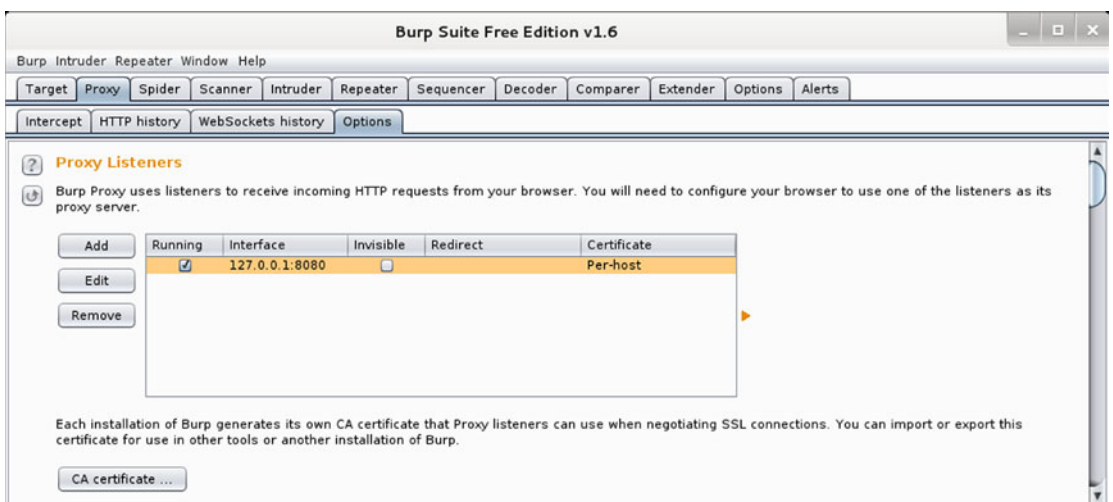 Burp Suite Free Edition v1.6
Burp Intruder Repeater Window Help
Target Proxy Spider Scanner Intruder Repeater Sequencer Decoder Comparer Extender Options Alerts
Intercept HTTP history WebSockets history Options
? Proxy Listeners
Burp Proxy uses listeners to receive incoming HTTP requests from your browser. You will need to configure your browser to use one of the listeners as its
proxy server.
Add Running Interface Invisible Redirect Certificate
127.0.0.1:8080 Per-host
Edit
Remove
Each installation of Burp generates its own CA certificate that Proxy listeners can use when negotiating SSL connections. You can import or export this
certificate for use in other tools or another installation of Burp.
CA certificate ...